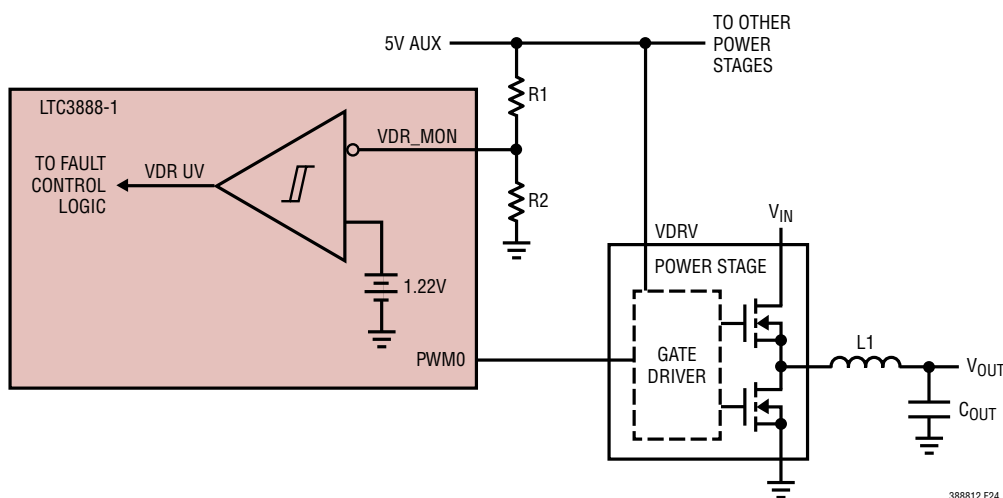 5V AUX
TO OTHER
POWER
STAGES
R1
LTC3888-1
VDR_MON
TO FAULT
CONTROL
LOGIC
VDR UV
R2
VIN
VDRV
POWER STAGE
1.22V
L1
PWM0
GATE
DRIVER
VOUT
COUT
388812 F24